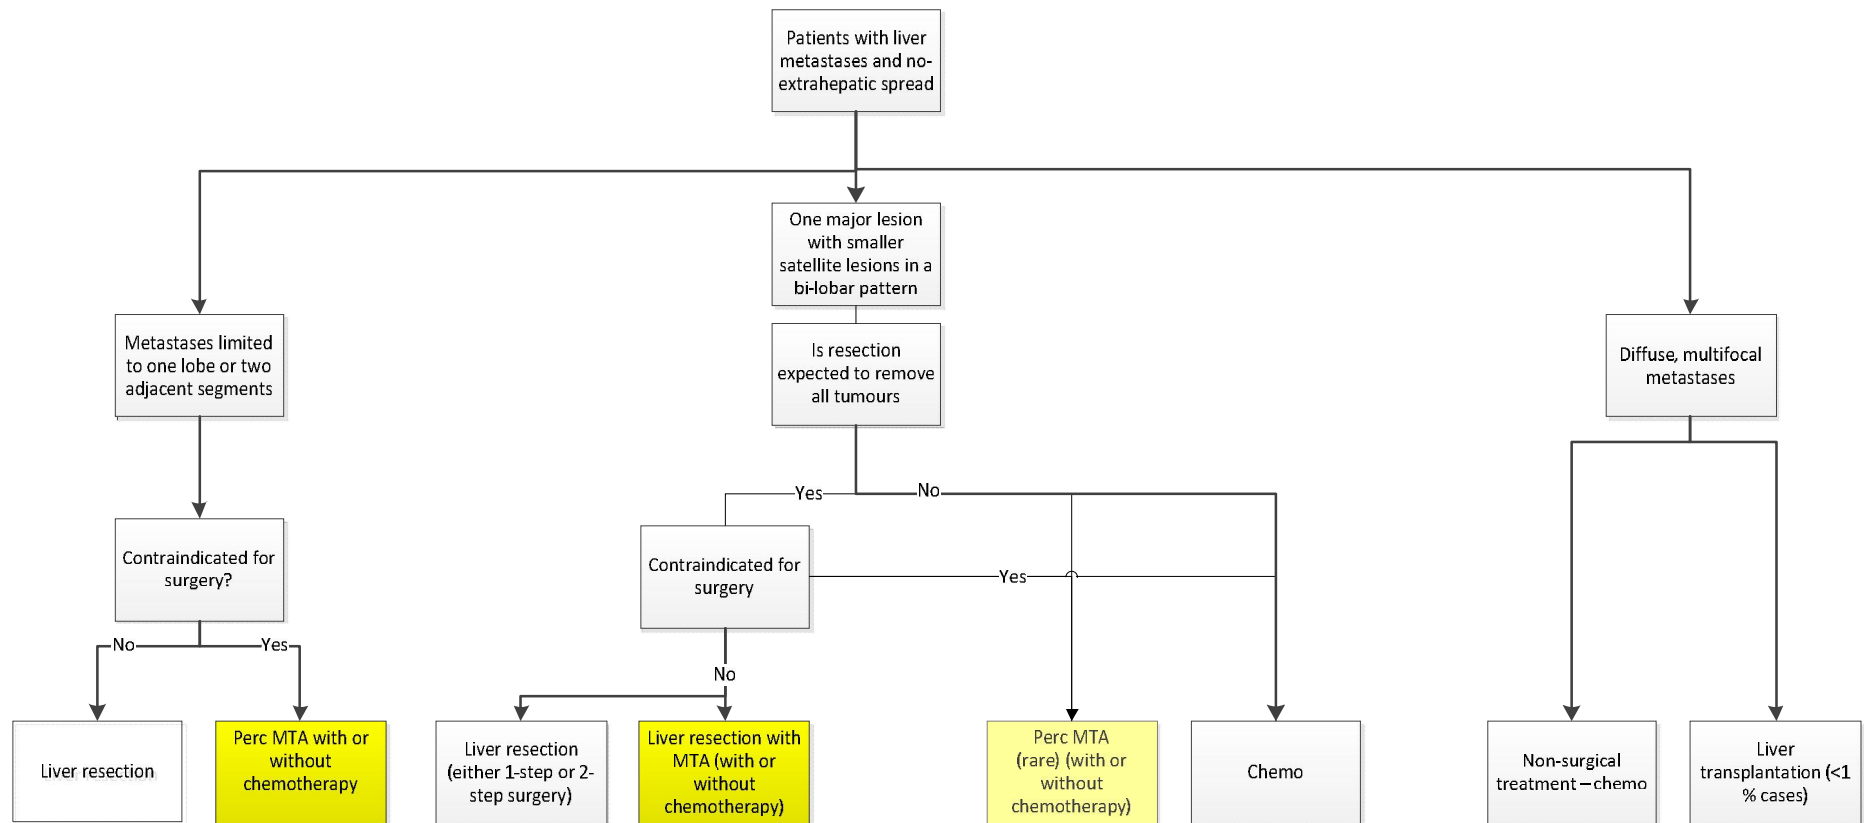 Patients with liver
metastases and no-
extrahepatic spread
One major lesion
with smaller
satellite lesions in a
bi-lobar pattern
Metastases limited
to one lobe or two
adjacent segments
Is resection
expected to remove
all tumours
Diffuse, multifocal
metastases
Yes
No
Contraindicated for
surgery?
Contraindicated for
surgery
Yes
No
Yes
No
Liver resection
Perc MTA with or
without
chemotherapy
Liver resection
(either 1-step or 2-
step surgery)
Liver resection with
MTA (with or
without
chemotherapy)
Perc MTA
(rare) (with or
without
chemotherapy)
Chemo
Non-surgical
treatment – chemo
Liver
transplantation (<1
% cases)